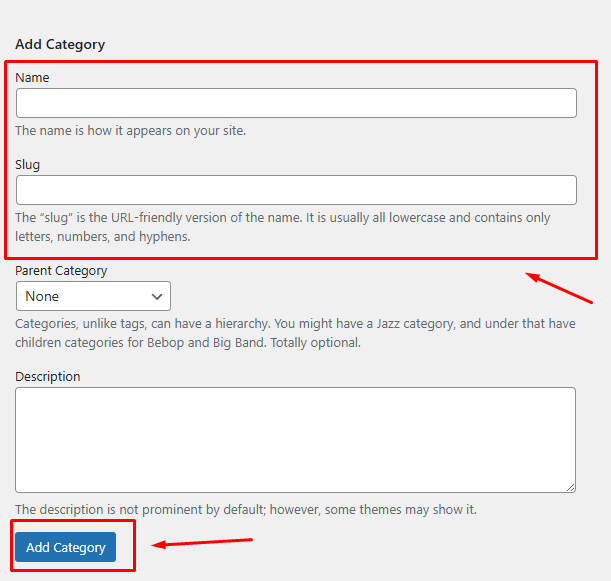 Add Category
Name
The name is how it appears on your site.
Slug
The “slug” is the URL-friendly version of the name. It is usually all lowercase and contains only
letters, numbers, and hyphens.
Parent Category
None
Categories, unlike tags, can have a hierarchy. You might have a Jazz category, and under that have
children categories for Bebop and Big Band. Totally optional.
Description
The description is not prominent by default; however, some themes may show it.
Add Category